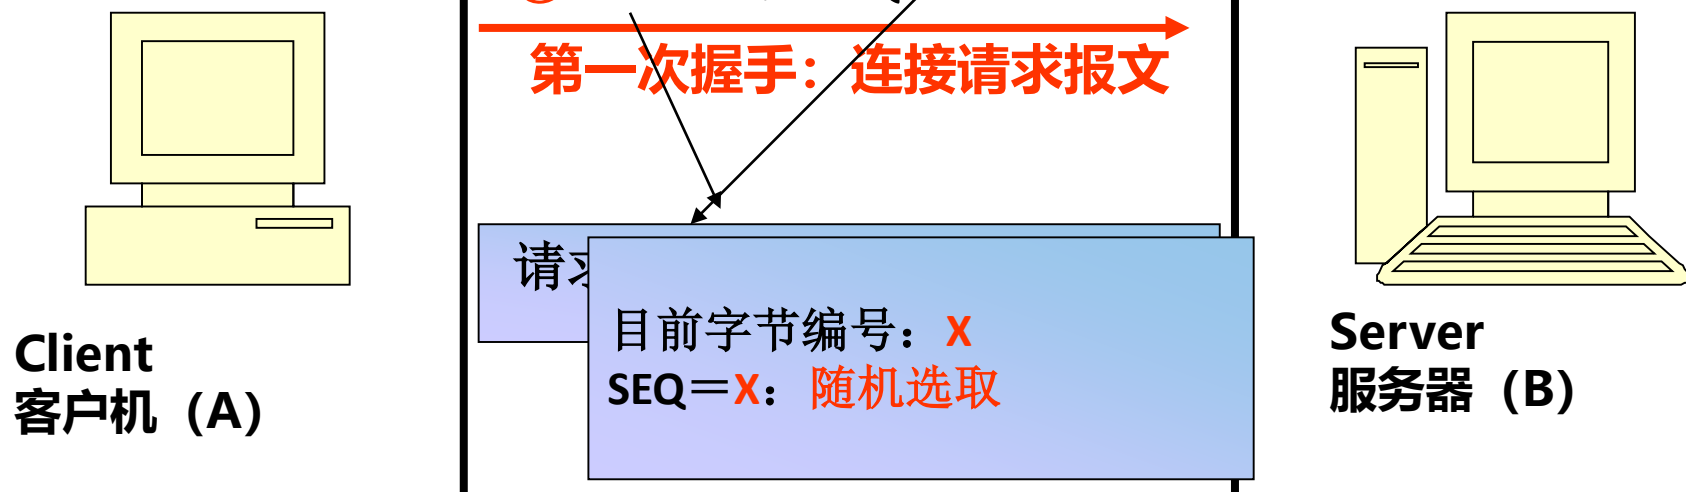 第一次握手：连接请求报文
请求
目前字节编号：X
SEQ＝X：随机选取
Client
客户机（A）
Server
服务器（B）